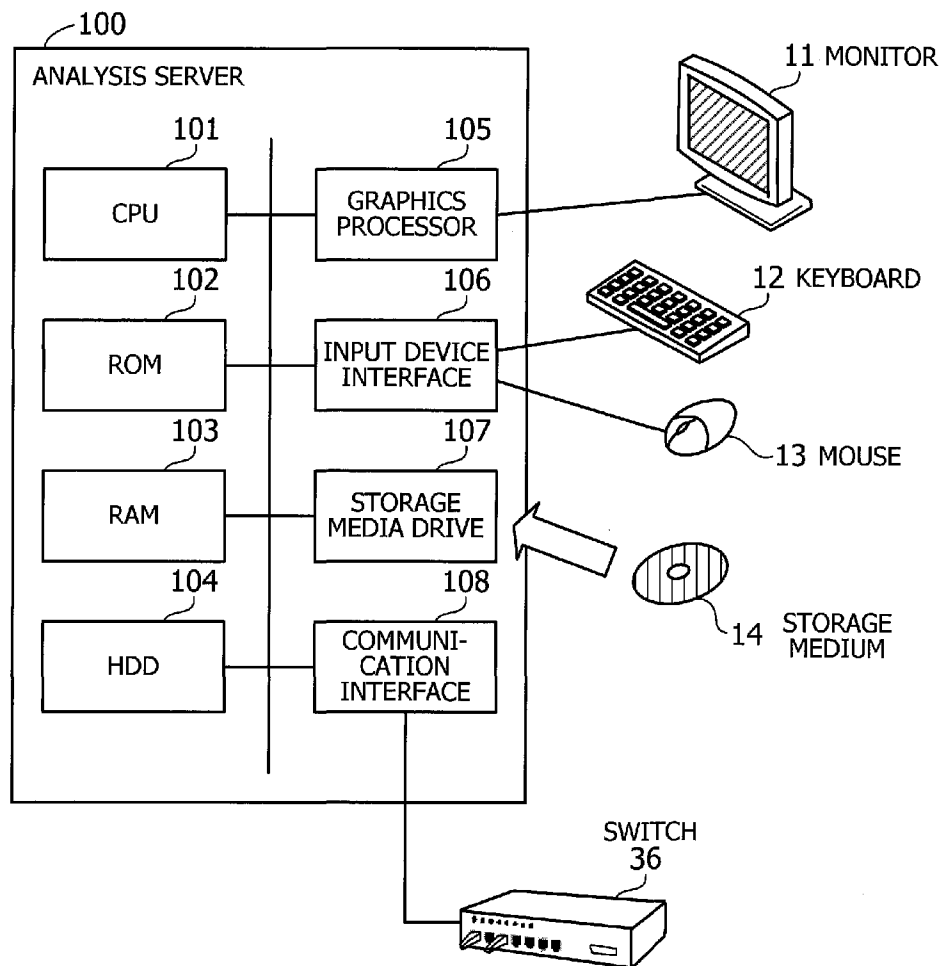 100
ANALYSIS SERVER
101
CPU
105
GRAPHICS
PROCESSOR
11 MONITOR
102
ROM
106
INPUT DEVICE
INTERFACE
12 KEYBOARD
13 MOUSE
103
RAM
107
STORAGE
MEDIA DRIVE
14 STORAGE
MEDIUM
104
HDD
108
COMMUNI-
CATION
INTERFACE
SWITCH
36